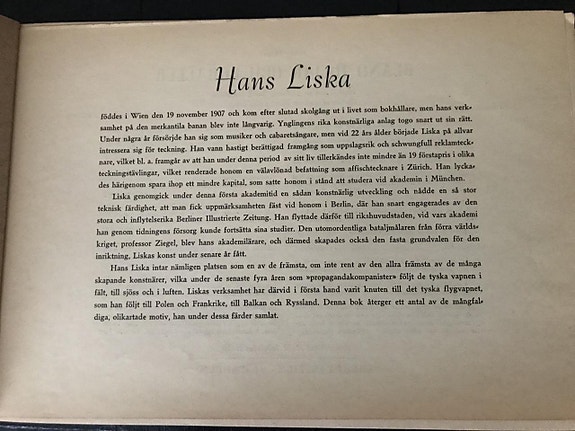 Hans Liska
föddes i Wien den 19 november 1907 och kom efter slutad skolgång ut i livet som bokhållare, men hans verk-
samhet på den merkantila banan blev inte långvarig. Ynglingens rika konstnärliga anlag togo snart ut sin rätt.
Under några år försörjde han sig som musiker och cabaretsångare, men vid 22 års ålder började Liska på allvar
intressera sig för teckning. Han vann hastigt berättigad framgång som uppslagsrik och schwungfull reklamteck-
nare, vilket bl. a. framgår av att han under denna period av sitt liv tillerkändes inte mindre än 19 förstapris i olika
teckningstävlingar, vilket renderade honom en välavlönad befattning som affischtecknare i Zürich. Han lycka-
des härigenom spara ihop ett mindre kapital, som satte honom i stånd att studera vid akademin i München.
Liska genomgick under denna första akademitid en sådan konstnärlig utveckling och nådde en så stor
teknisk färdighet, att man fick uppmärksamheten fäst vid honom i Berlin, där han snart engagerades av den
stora och inflytelserika Berliner Illustrierte Zeitung. Han flyttade därför till rikshuvudstaden, vid vars akademi
han genom tidningens försorg kunde fortsätta sina studier. Den utomordentliga bataljmålaren från förra världs-
kriget, professor Ziegel, blev hans akademilärare, och därmed skapades också den fasta grundvalen för den
inriktning, Liskas konst under senare år fått.
Hans Liska intar nämligen platsen som en av de främsta, om inte rent av den allra främsta av de många
skapande konstnärer, vilka under de senaste fyra åren som »propagandakompanister» följt de tyska vapnen i
fält, till sjöss och i luften. Liskas verksamhet har därvid i första hand varit knuten till det tyska flygvapnet,
som han följt till Polen och Frankrike, till Balkan och Ryssland. Denna bok återger ett antal av de mångfal-
diga, olikartade motiv, han under dessa färder samlat.